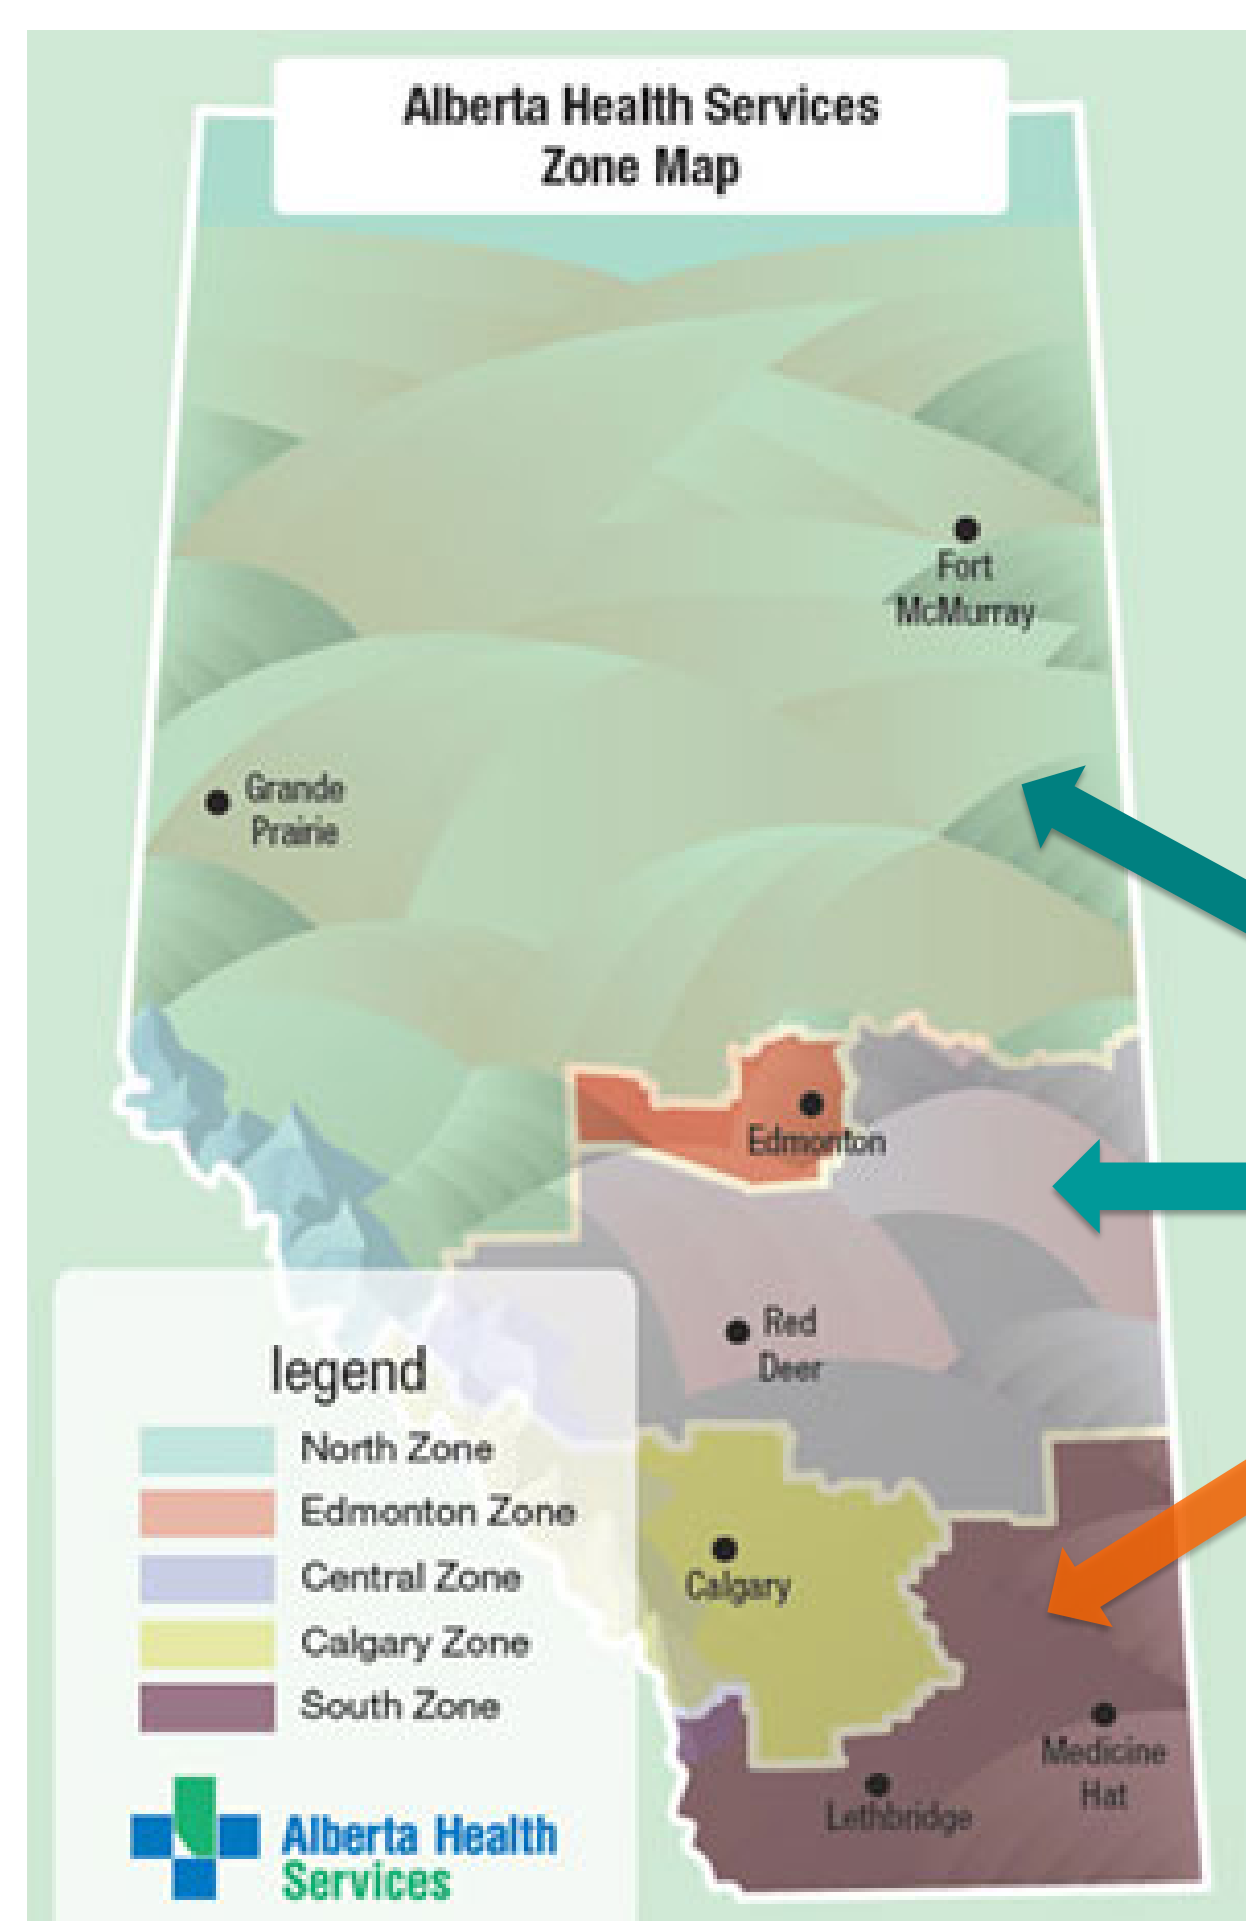 Alberta Health Services
Zone Map
Fort
McMurray
Grande
Prairie
Edmonton
Red
Deer
legend
North Zone
Edmonton Zone
Central Zone
Calgary Zone
South Zone
Calgary
Medicine
Hat
Lethbridge
Alberta Health
Services